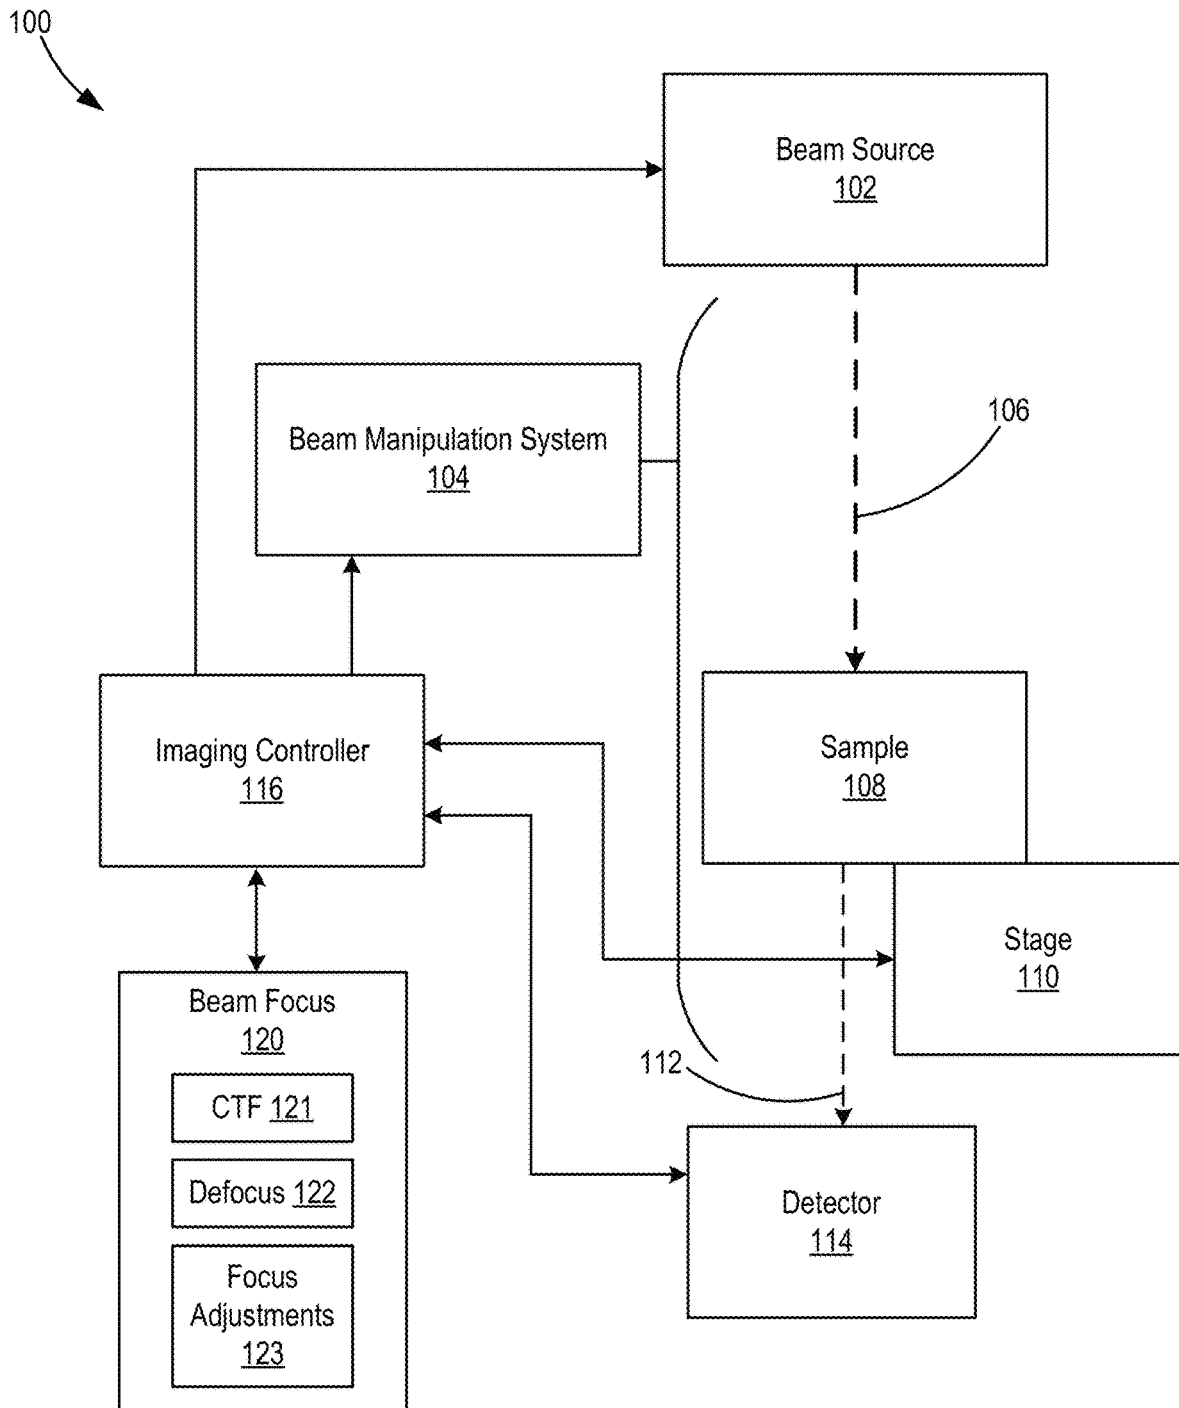 100
Beam Source
102
Beam Manipulation System
104
106
Imaging Controller
116
Sample
108
Stage
110
Beam Focus
120
CTF 121
Defocus 122
Focus
Adjustments
123
112
Detector
114